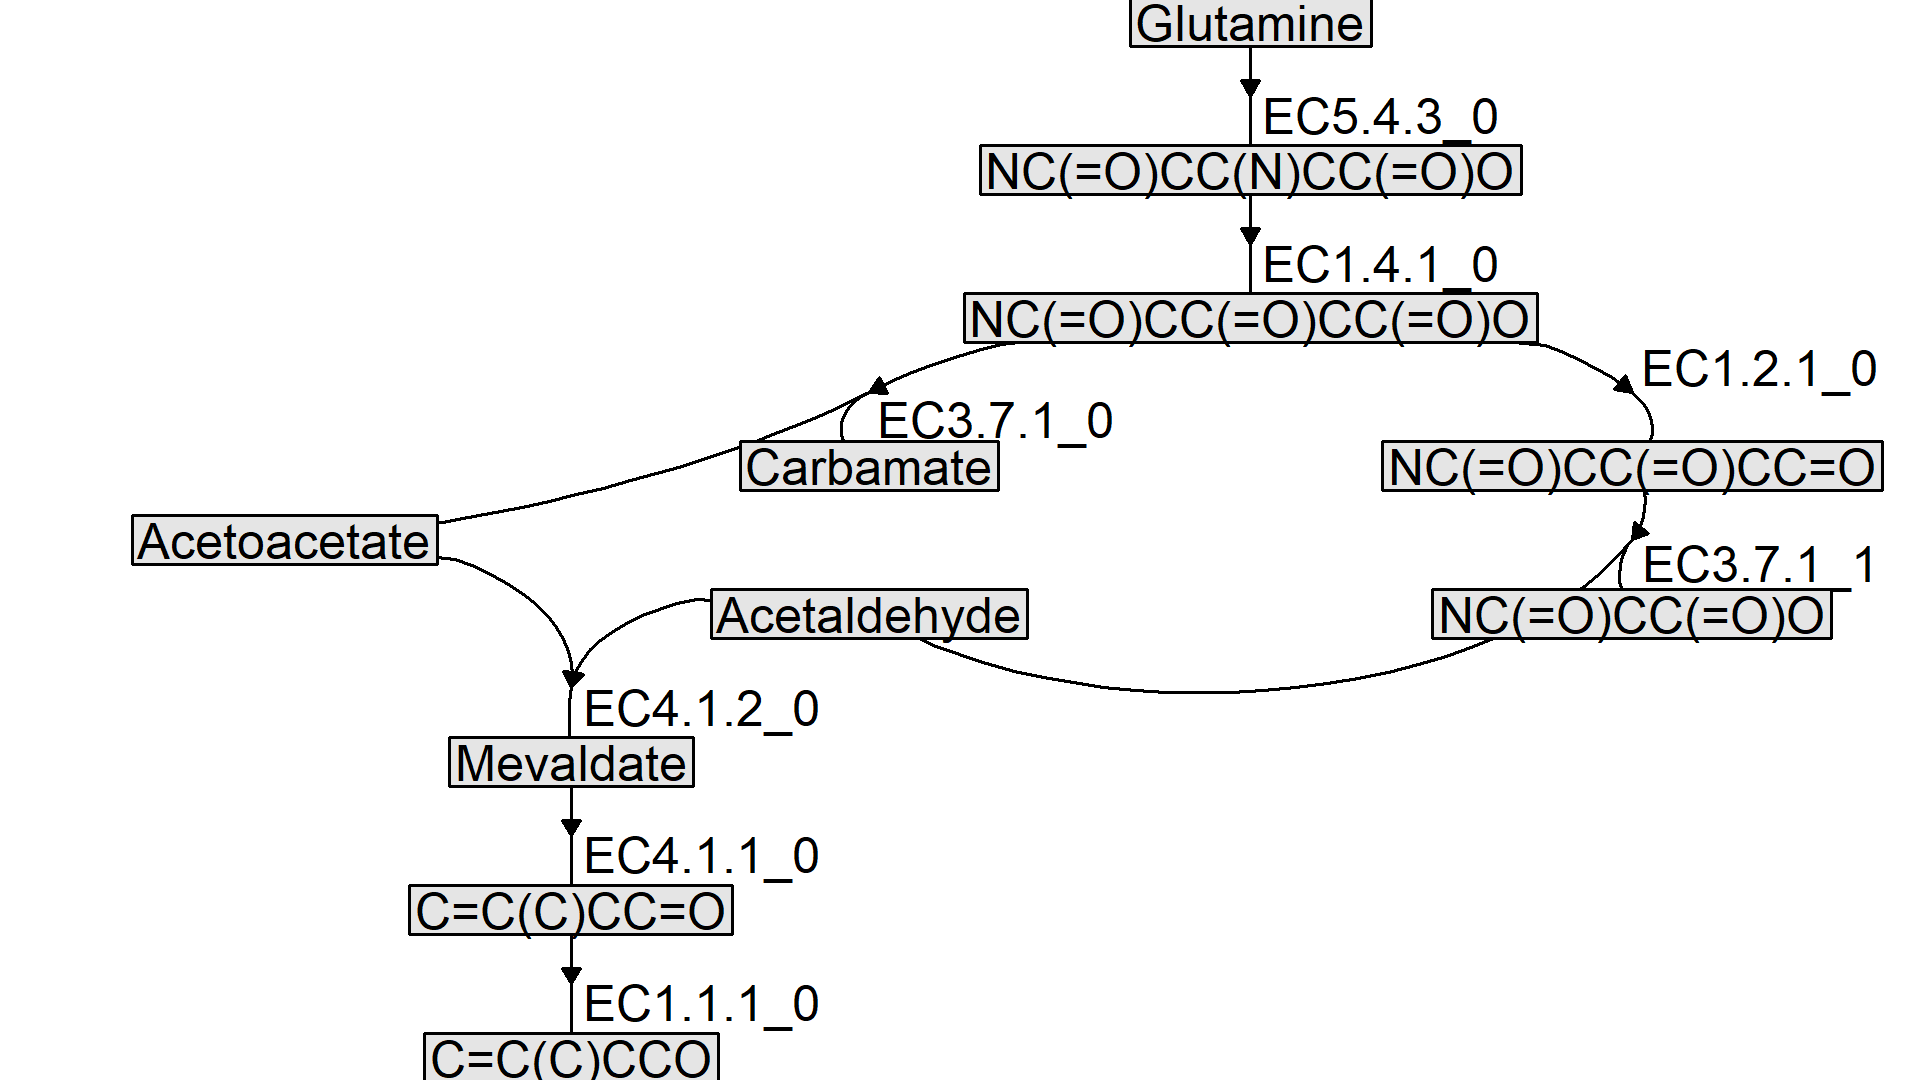 Glutamine
EC5.4.3_0
NC(=O)CC(N)CC(=O)O
EC1.4.1_0
NC(=O)CC(=O)CC(=O)O
EC1.2.1_0
EC3.7.1_0
Carbamate
NC(=O)CC(=O)CC=O
Acetoacetate
EC3.7.1_1
Acetaldehyde
NC(=O)CC(=O)O
EC4.1.2_0
Mevaldate
EC4.1.1_0
C=C(C)CC=O
EC1.1.1_0
C=C(C)CCO